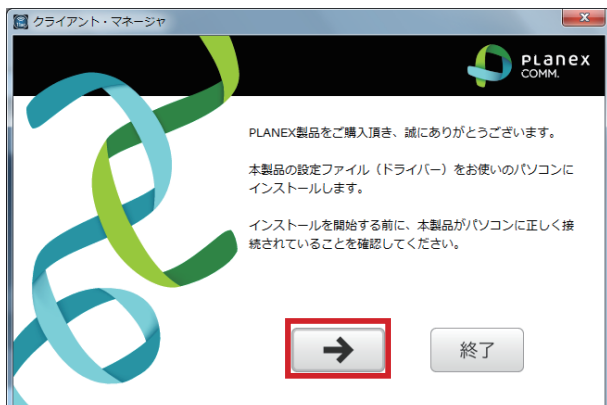 クライアント・マネージャ
PLANEX
COMM.
PLANEX製品をご購入頂き、誠にありがとうございます。
本製品の設定ファイル（ドライバー）をお使いのパソコンに
インストールします。
インストールを開始する前に、本製品がパソコンに正しく接
続されていることを確認してください。
終了